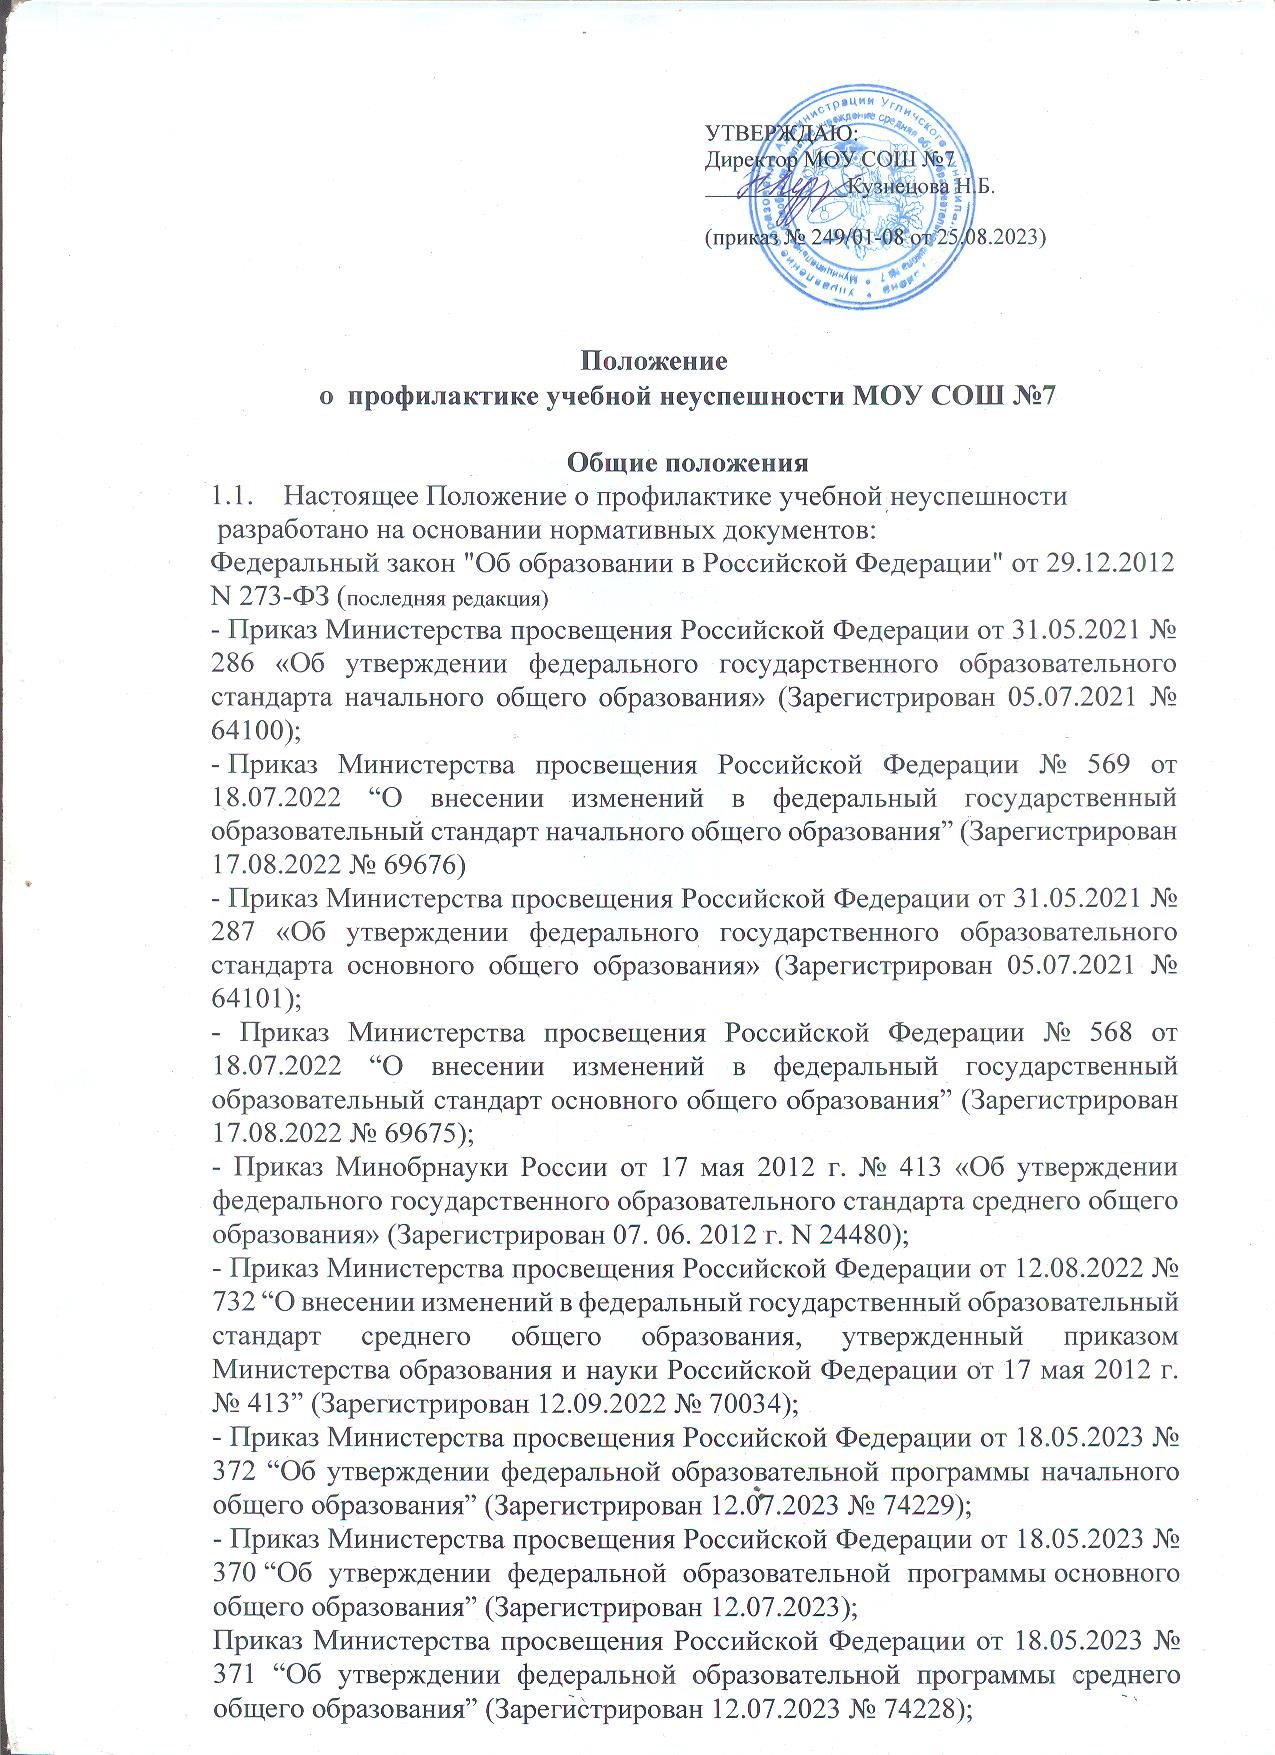 УТВЕРЖДАЮ:
Директор МОУ СОШ №7
____________Кузнецова Н.Б.
(приказ № 249/01-08 от 25.08.2023)
Положение
о профилактике учебной неуспешности МОУ СОШ №7
Общие положения
1.1. Настоящее Положение о профилактике учебной неуспешности
разработано на основании нормативных документов:
Федеральный закон "Об образовании в Российской Федерации" от 29.12.2012
N 273-ФЗ (последняя редакция)
- Приказ Министерства просвещения Российской Федерации от 31.05.2021 №
286 «Об утверждении федерального государственного образовательного
стандарта начального общего образования» (Зарегистрирован 05.07.2021 №
64100);
- Приказ Министерства просвещения Российской Федерации № 569 от
18.07.2022 “О внесении изменений в федеральный государственный
образовательный стандарт начального общего образования” (Зарегистрирован
17.08.2022 № 69676)
- Приказ Министерства просвещения Российской Федерации от 31.05.2021 №
287 «Об утверждении федерального государственного образовательного
стандарта основного общего образования» (Зарегистрирован 05.07.2021 №
64101);
- Приказ Министерства просвещения Российской Федерации № 568 от
18.07.2022 “О внесении изменений в федеральный государственный
образовательный стандарт основного общего образования” (Зарегистрирован
17.08.2022 № 69675);
- Приказ Минобрнауки России от 17 мая 2012 г. № 413 «Об утверждении
федерального государственного образовательного стандарта среднего общего
образования» (Зарегистрирован 07. 06. 2012 г. N 24480);
- Приказ Министерства просвещения Российской Федерации от 12.08.2022 №
732 “О внесении изменений в федеральный государственный образовательный
стандарт среднего общего образования, утвержденный приказом
Министерства образования и науки Российской Федерации от 17 мая 2012 г.
№ 413” (Зарегистрирован 12.09.2022 № 70034);
- Приказ Министерства просвещения Российской Федерации от 18.05.2023 №
372 “Об утверждении федеральной образовательной программы начального
общего образования” (Зарегистрирован 12.07.2023 № 74229);
- Приказ Министерства просвещения Российской Федерации от 18.05.2023 №
370 “Об утверждении федеральной образовательной программы основного
общего образования” (Зарегистрирован 12.07.2023);
Приказ Министерства просвещения Российской Федерации от 18.05.2023 №
371 “Об утверждении федеральной образовательной программы среднего
общего образования” (Зарегистрирован 12.07.2023 № 74228);